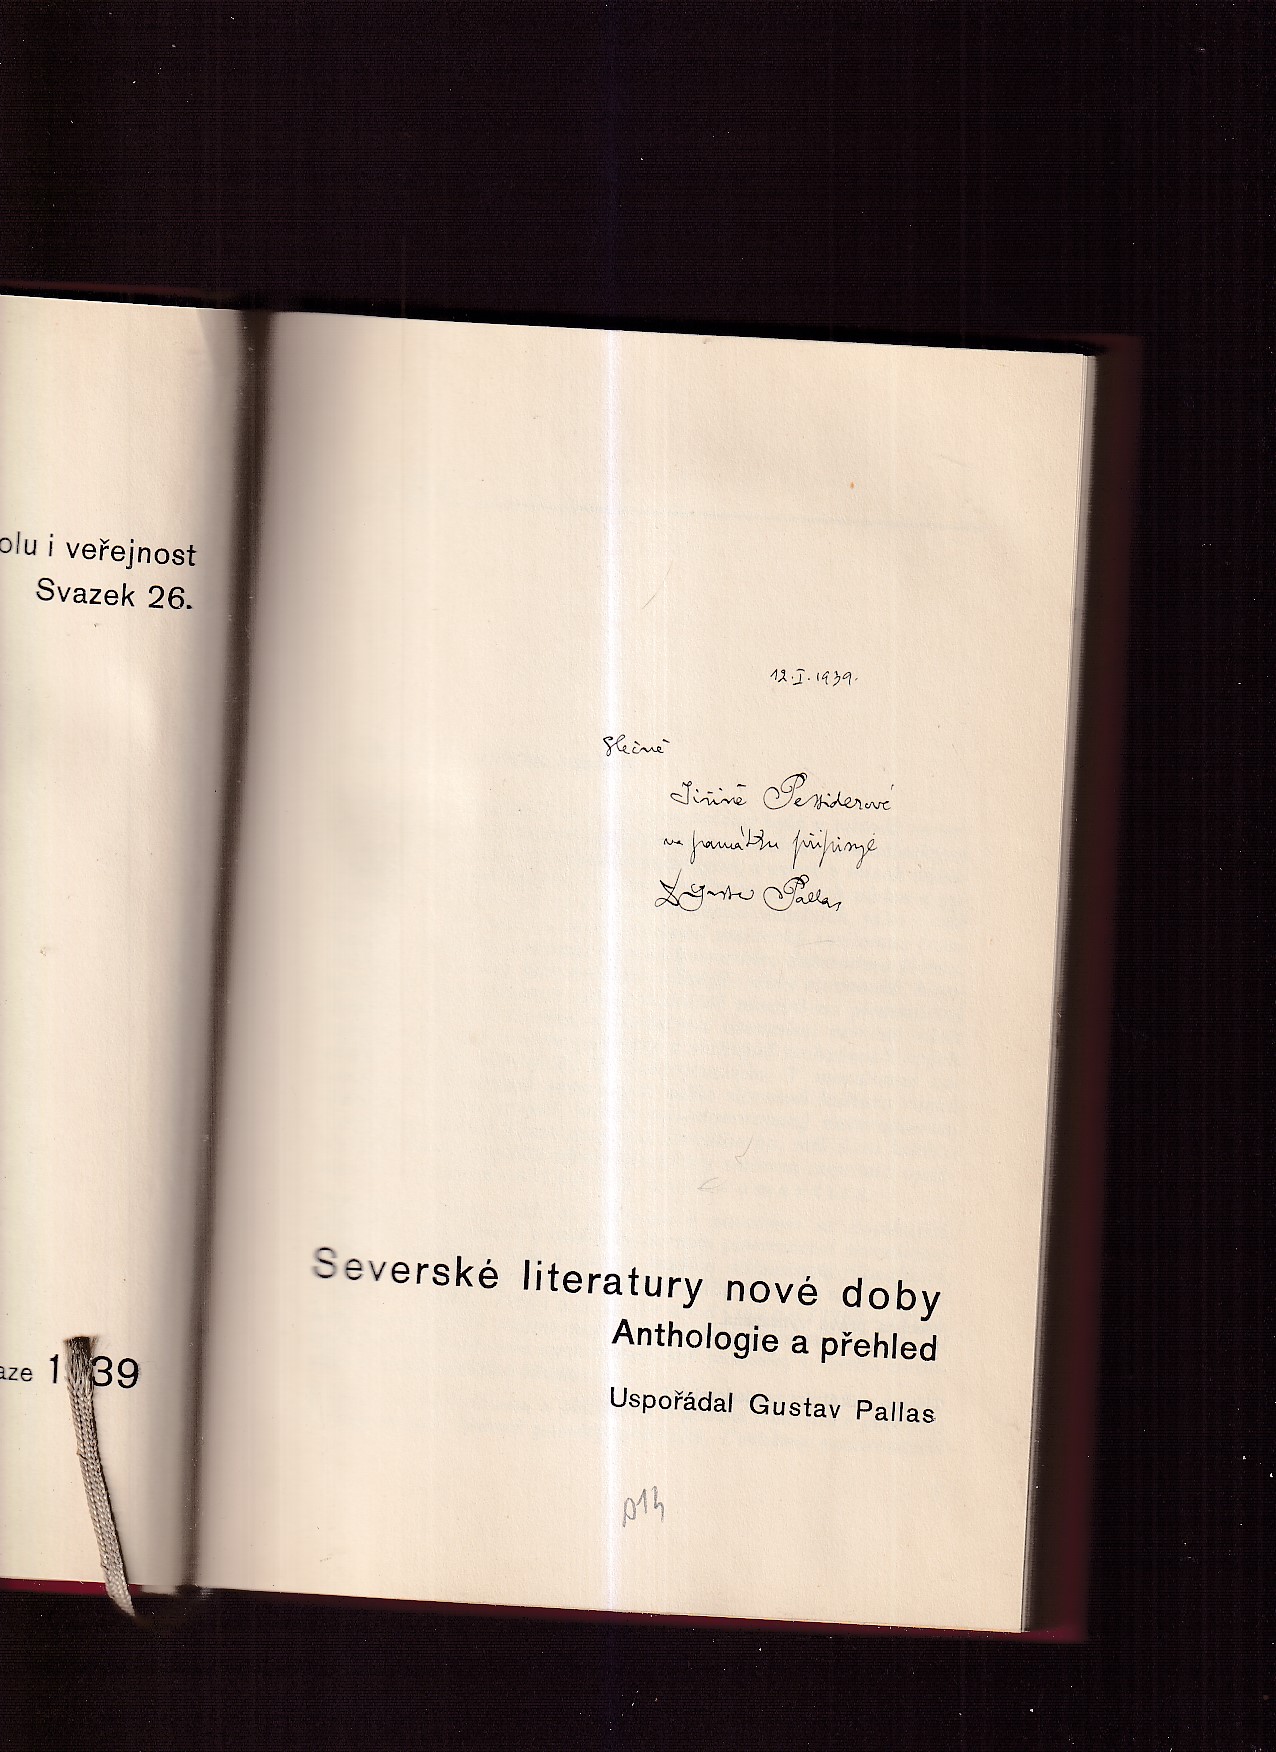 olu i veřejnost
Svazek 26.
aze 1939
12.I.1939.
Slečně
Jiřině
na památku připisuje
Gustav Pallas
Severské literatury nové doby
Anthologie a přehled
Uspořádal Gustav Pallas